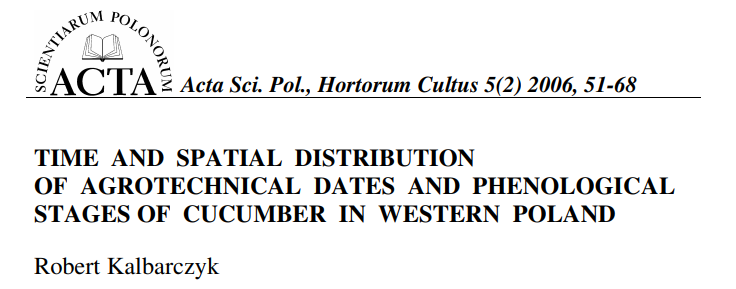 SCIENTIARUM POLONORUM
ACTA Acta Sci. Pol., Hortorum Cultus 5(2) 2006, 51-68
TIME AND SPATIAL DISTRIBUTION
OF AGROTECHNICAL DATES AND PHENOLOGICAL
STAGES OF CUCUMBER IN WESTERN POLAND
Robert Kalbarczyk